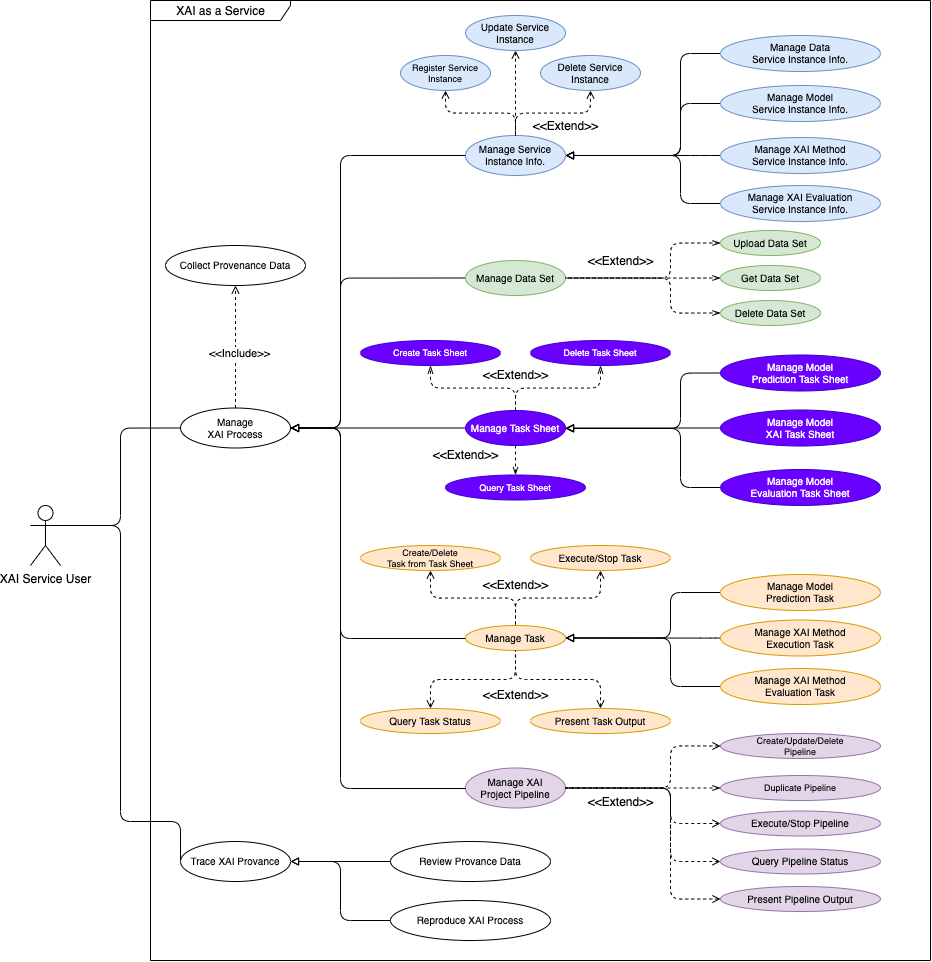 XAI as a Service
Update Service
Instance
Register Service
Instance
Delete Service
Instance
<<Extend>>
Manage Service
Instance Info.
Manage Data
Service Instance Info.
Manage Model
Service Instance Info.
Manage XAI Method
Service Instance Info.
Manage XAI Evaluation
Service Instance Info.
Collect Provenance Data
<<Include>>
Manage
XAI Process
Manage Data Set
<<Extend>>
Upload Data Set
Get Data Set
Delete Data Set
Create Task Sheet
Delete Task Sheet
<<Extend>>
Manage Task Sheet
<<Extend>>
Query Task Sheet
Manage Model
Prediction Task Sheet
Manage Model
XAI Task Sheet
Manage Model
Evaluation Task Sheet
XAI Service User
Create/Delete
Task from Task Sheet
Execute/Stop Task
<<Extend>>
Manage Task
<<Extend>>
Query Task Status
Present Task Output
Manage Model
Prediction Task
Manage XAI Method
Execution Task
Manage XAI Method
Evaluation Task
Manage XAI
Project Pipeline
<<Extend>>
Create/Update/Delete
Pipeline
Duplicate Pipeline
Execute/Stop Pipeline
Query Pipeline Status
Present Pipeline Output
Trace XAI Provance
Review Provance Data
Reproduce XAI Process